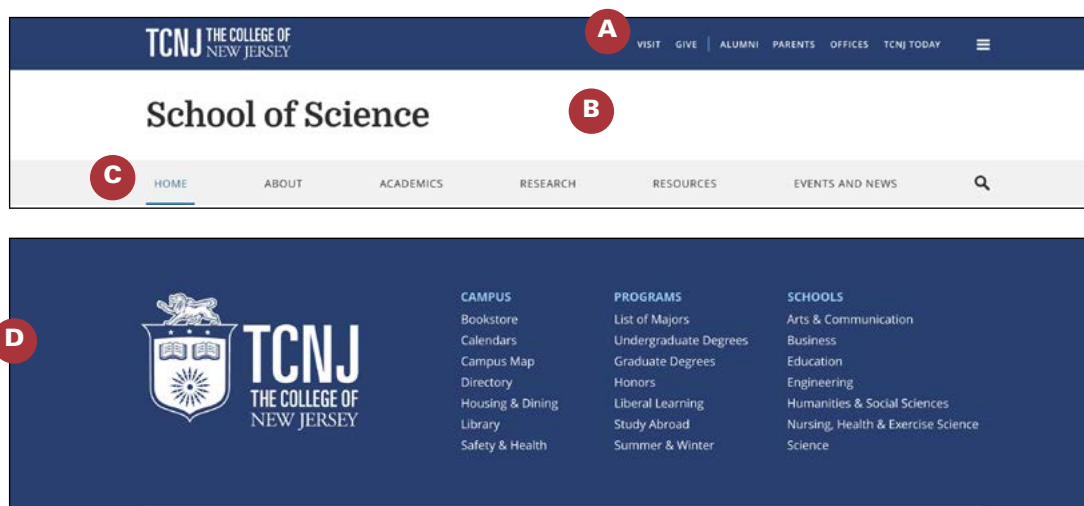 TCNJ THE COLLEGE OF NEW JERSEY
A
VISIT GIVE ALUMNI PARENTS OFFICES TCNJ TODAY
School of Science
B
C
HOME ABOUT ACADEMICS RESEARCH RESOURCES EVENTS AND NEWS
D
TCNJ
THE COLLEGE OF
NEW JERSEY
CAMPUS
Bookstore
Calendars
Campus Map
Directory
Housing & Dining
Library
Safety & Health
PROGRAMS
List of Majors
Undergraduate Degrees
Graduate Degrees
Honors
Liberal Learning
Study Abroad
Summer & Winter
SCHOOLS
Arts & Communication
Business
Education
Engineering
Humanities & Social Sciences
Nursing, Health & Exercise Science
Science